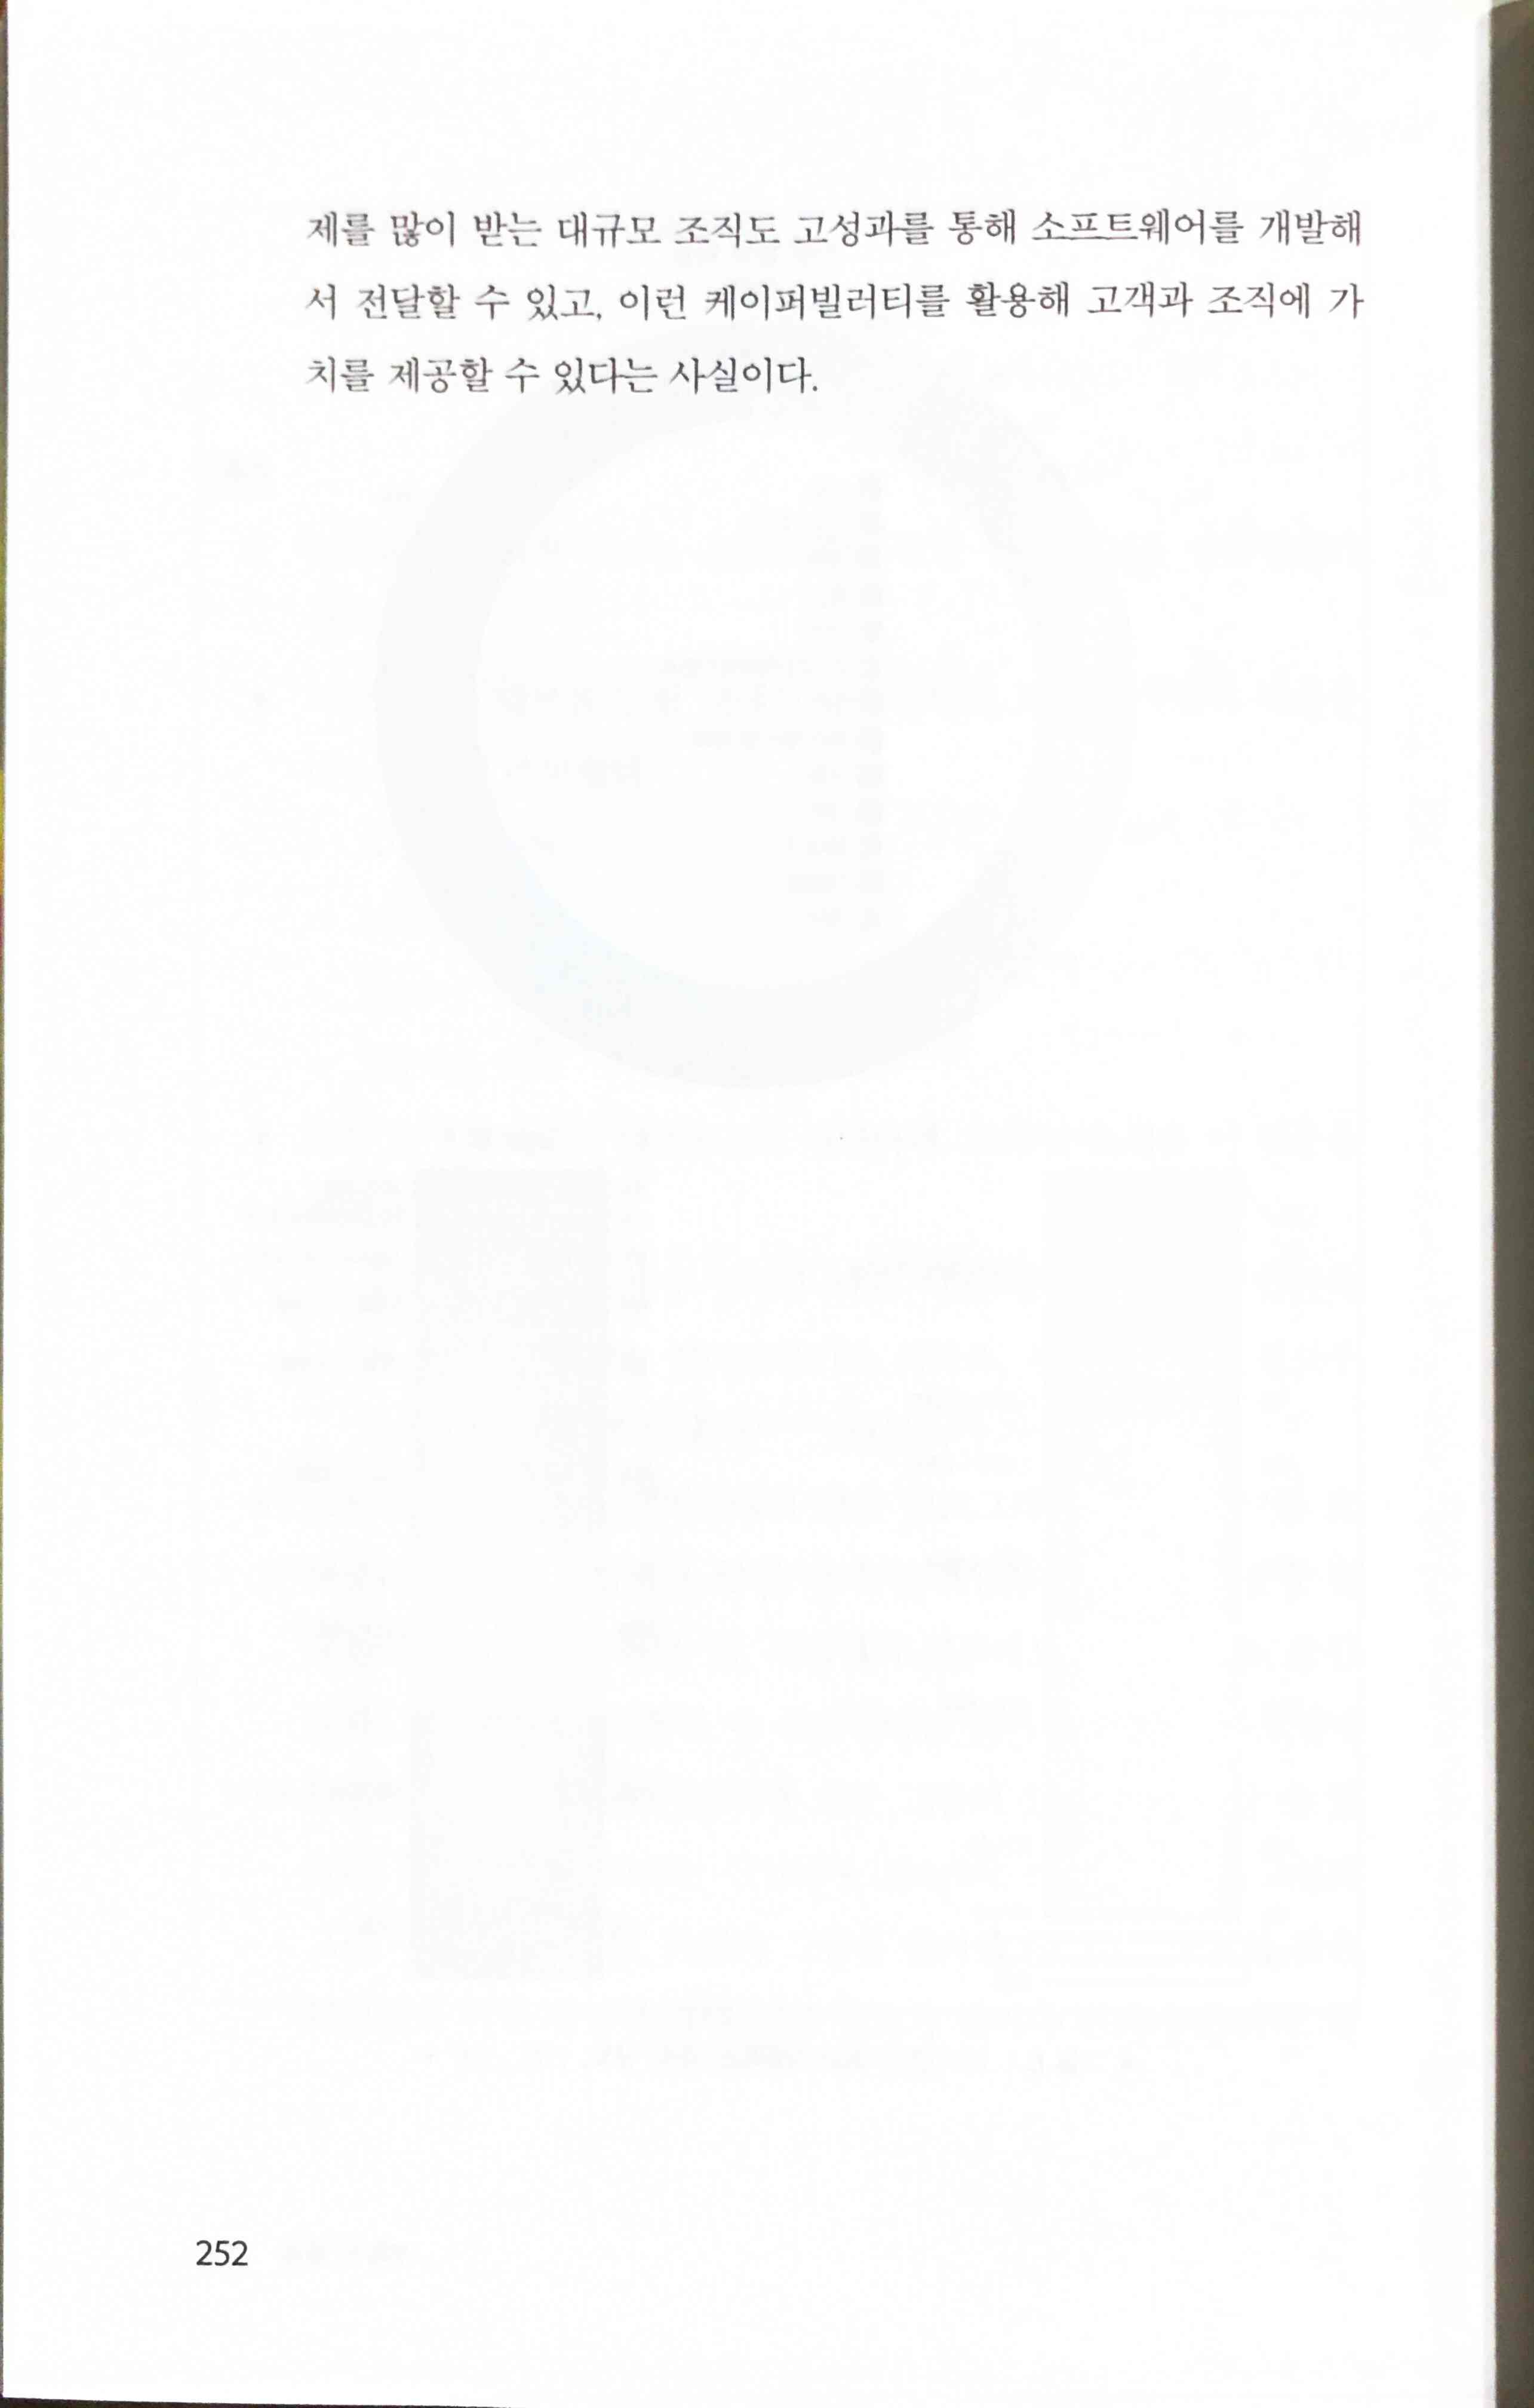 제를 많이 받는 대규모 조직도 고성과를 통해 소프트웨어를 개발해
서 전달할 수 있고, 이런 케이퍼빌러티를 활용해 고객과 조직에 가
치를 제공할 수 있다는 사실이다.
252